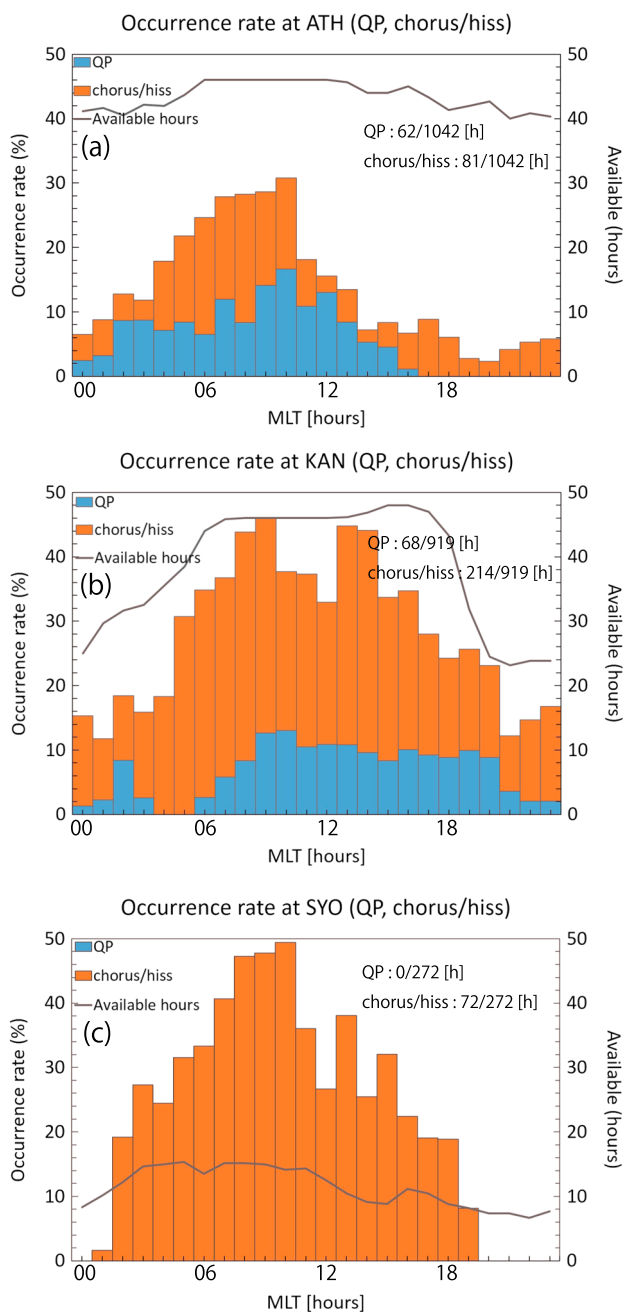 Occurrence rate at ATH (QP, chorus/hiss)
50
50
QP
chorus/hiss
Available hours
40
40
(a)
QP : 62/1042 [h]
chorus/hiss : 81/1042 [h]
30
30
20
20
10
10
0
0
Occurrence rate (%)
Available (hours)
00
06
12
18
MLT [hours]
Occurrence rate at KAN (QP, chorus/hiss)
50
50
QP
chorus/hiss
Available hours
40
40
(b)
QP : 68/919 [h]
chorus/hiss : 214/919 [h]
30
30
20
20
10
10
0
0
Occurrence rate (%)
Available (hours)
00
06
12
18
MLT [hours]
Occurrence rate at SYO (QP, chorus/hiss)
50
50
QP
chorus/hiss
Available hours
40
40
(c)
QP : 0/272 [h]
chorus/hiss : 72/272 [h]
30
30
20
20
10
10
0
0
Occurrence rate (%)
Available (hours)
00
06
12
18
MLT [hours]